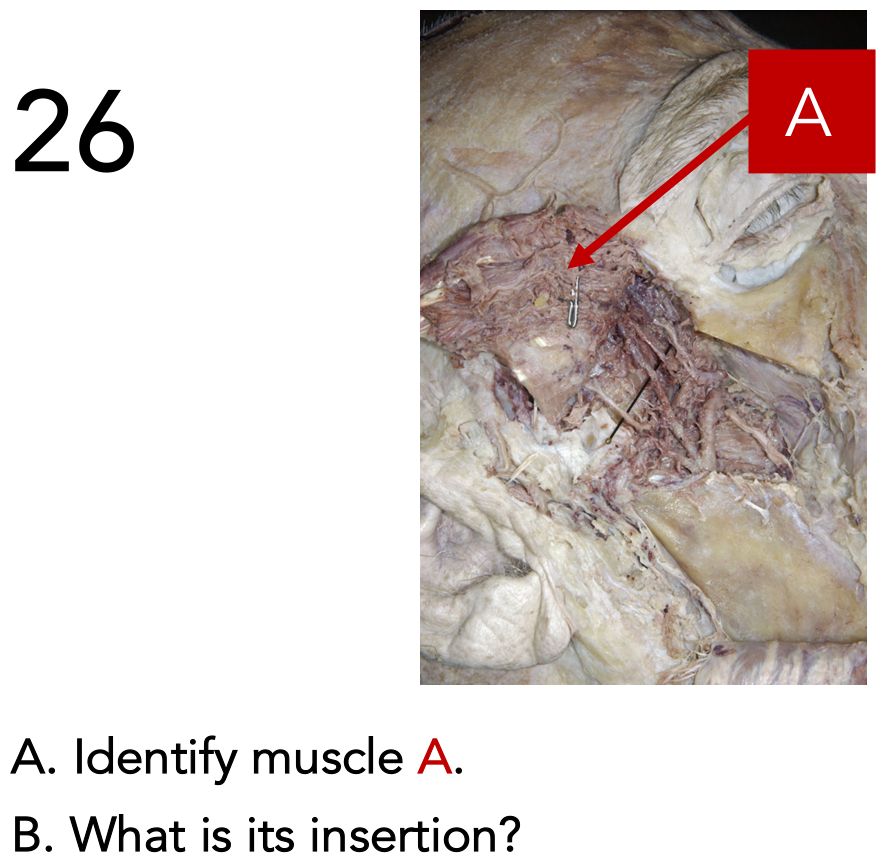 26
A
A. Identify muscle A.
B. What is its insertion?